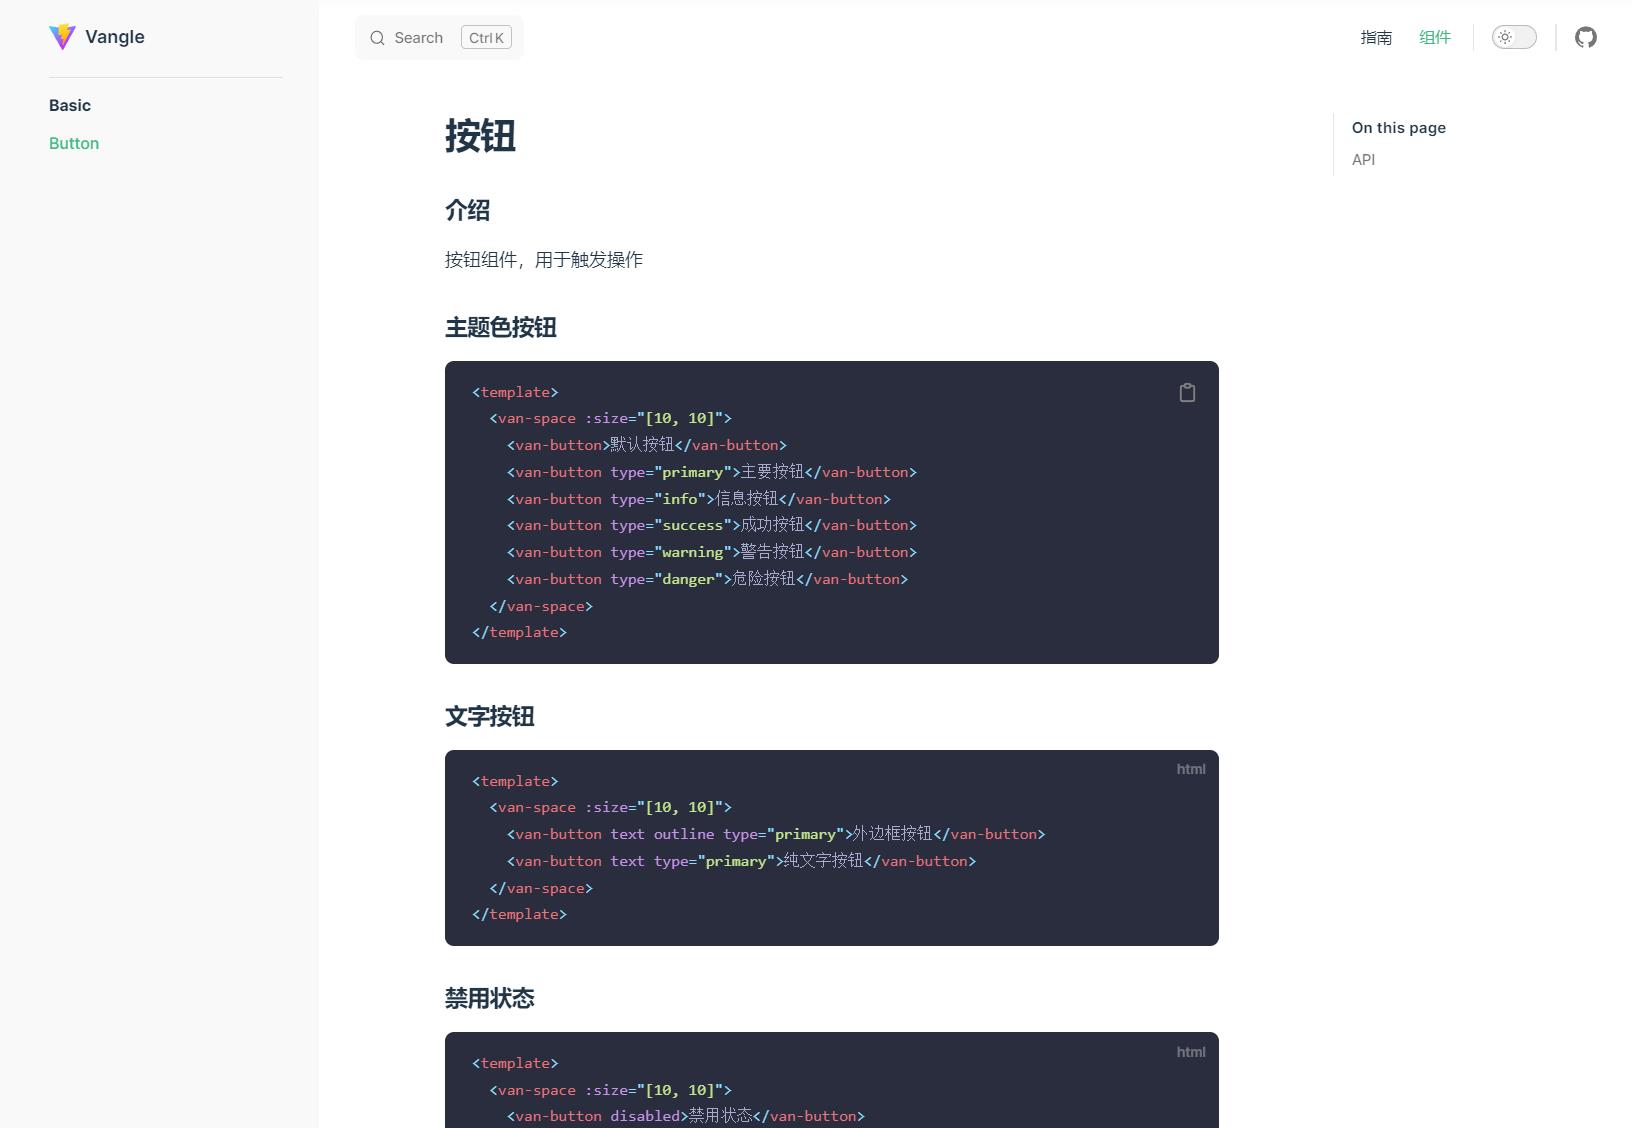 Vangle
Search Ctrl K
指南 组件
Basic
Button
按钮
介绍
按钮组件，用于触发操作
主题色按钮
<template>
  <van-space :size="[10, 10]">
    <van-button>默认按钮</van-button>
    <van-button type="primary">主要按钮</van-button>
    <van-button type="info">信息按钮</van-button>
    <van-button type="success">成功按钮</van-button>
    <van-button type="warning">警告按钮</van-button>
    <van-button type="danger">危险按钮</van-button>
  </van-space>
</template>
文字按钮
html
<template>
  <van-space :size="[10, 10]">
    <van-button text outline type="primary">外边框按钮</van-button>
    <van-button text type="primary">纯文字按钮</van-button>
  </van-space>
</template>
禁用状态
html
<template>
  <van-space :size="[10, 10]">
    <van-button disabled>禁用状态</van-button>
On this page
API